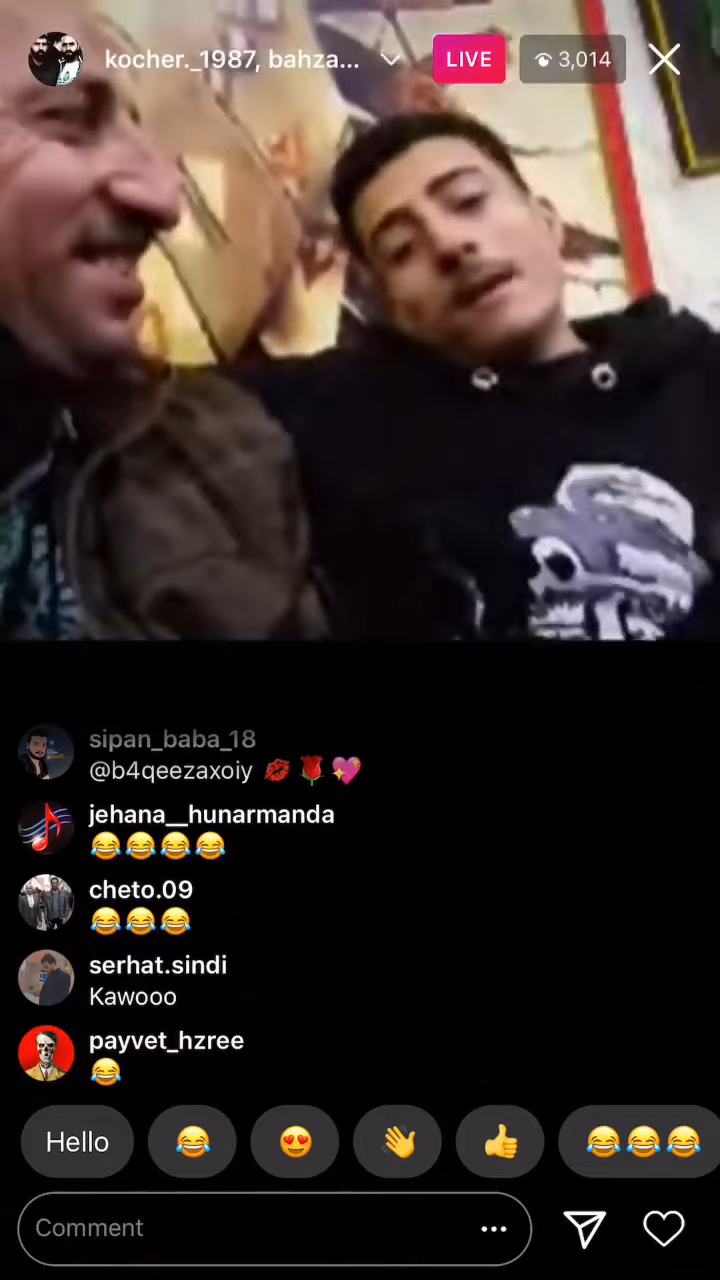 kocher._1987, bahza...
LIVE
3,014
sipan_baba_18
@b4qeezaxoiy 💋🌹💖
jehana__hunarmanda
😂😂😂😂
cheto.09
😂😂😂
serhat.sindi
Kawooo
payvet_hzree
😂
Hello 😂 😍 👋 👍 😂😂😂
Comment